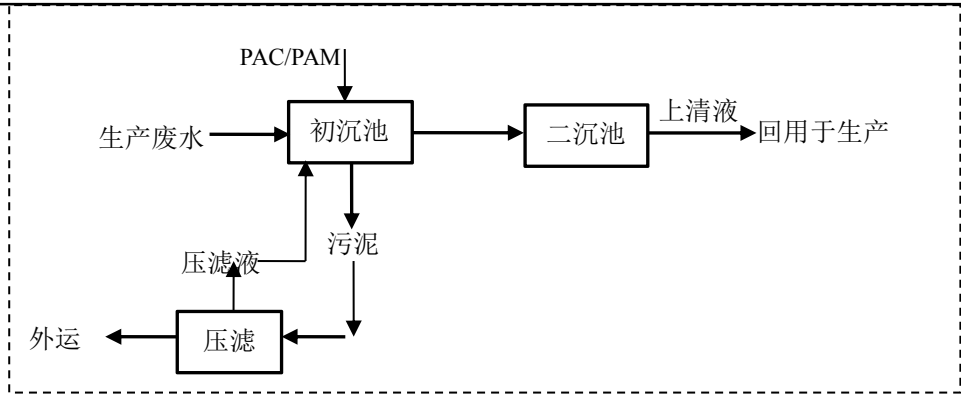 PAC/PAM
生产废水
初沉池
二沉池
上清液
回用于生产
污泥
压滤液
外运
压滤